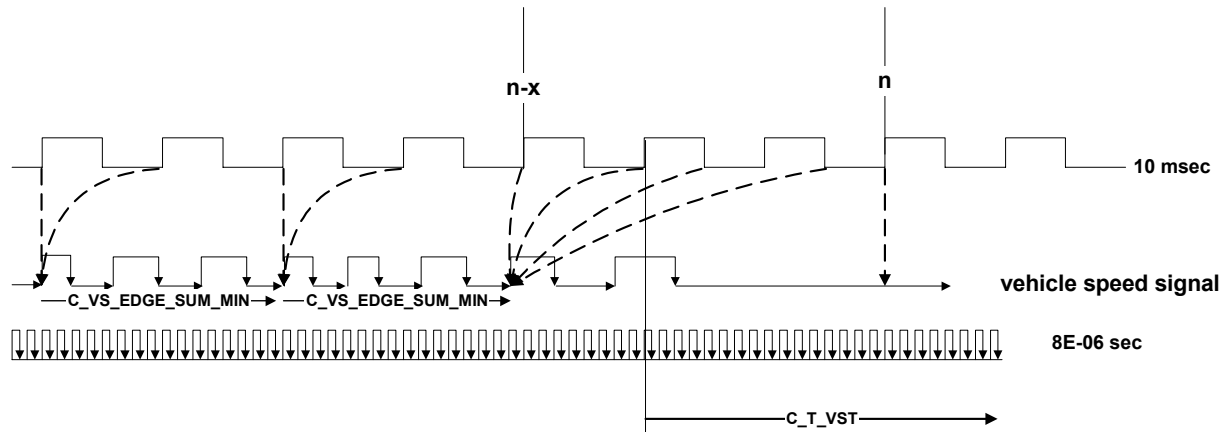 n-x
n
10 msec
vehicle speed signal
C_VS_EDGE_SUM_MIN
C_VS_EDGE_SUM_MIN
8E-06 sec
C_T_VST